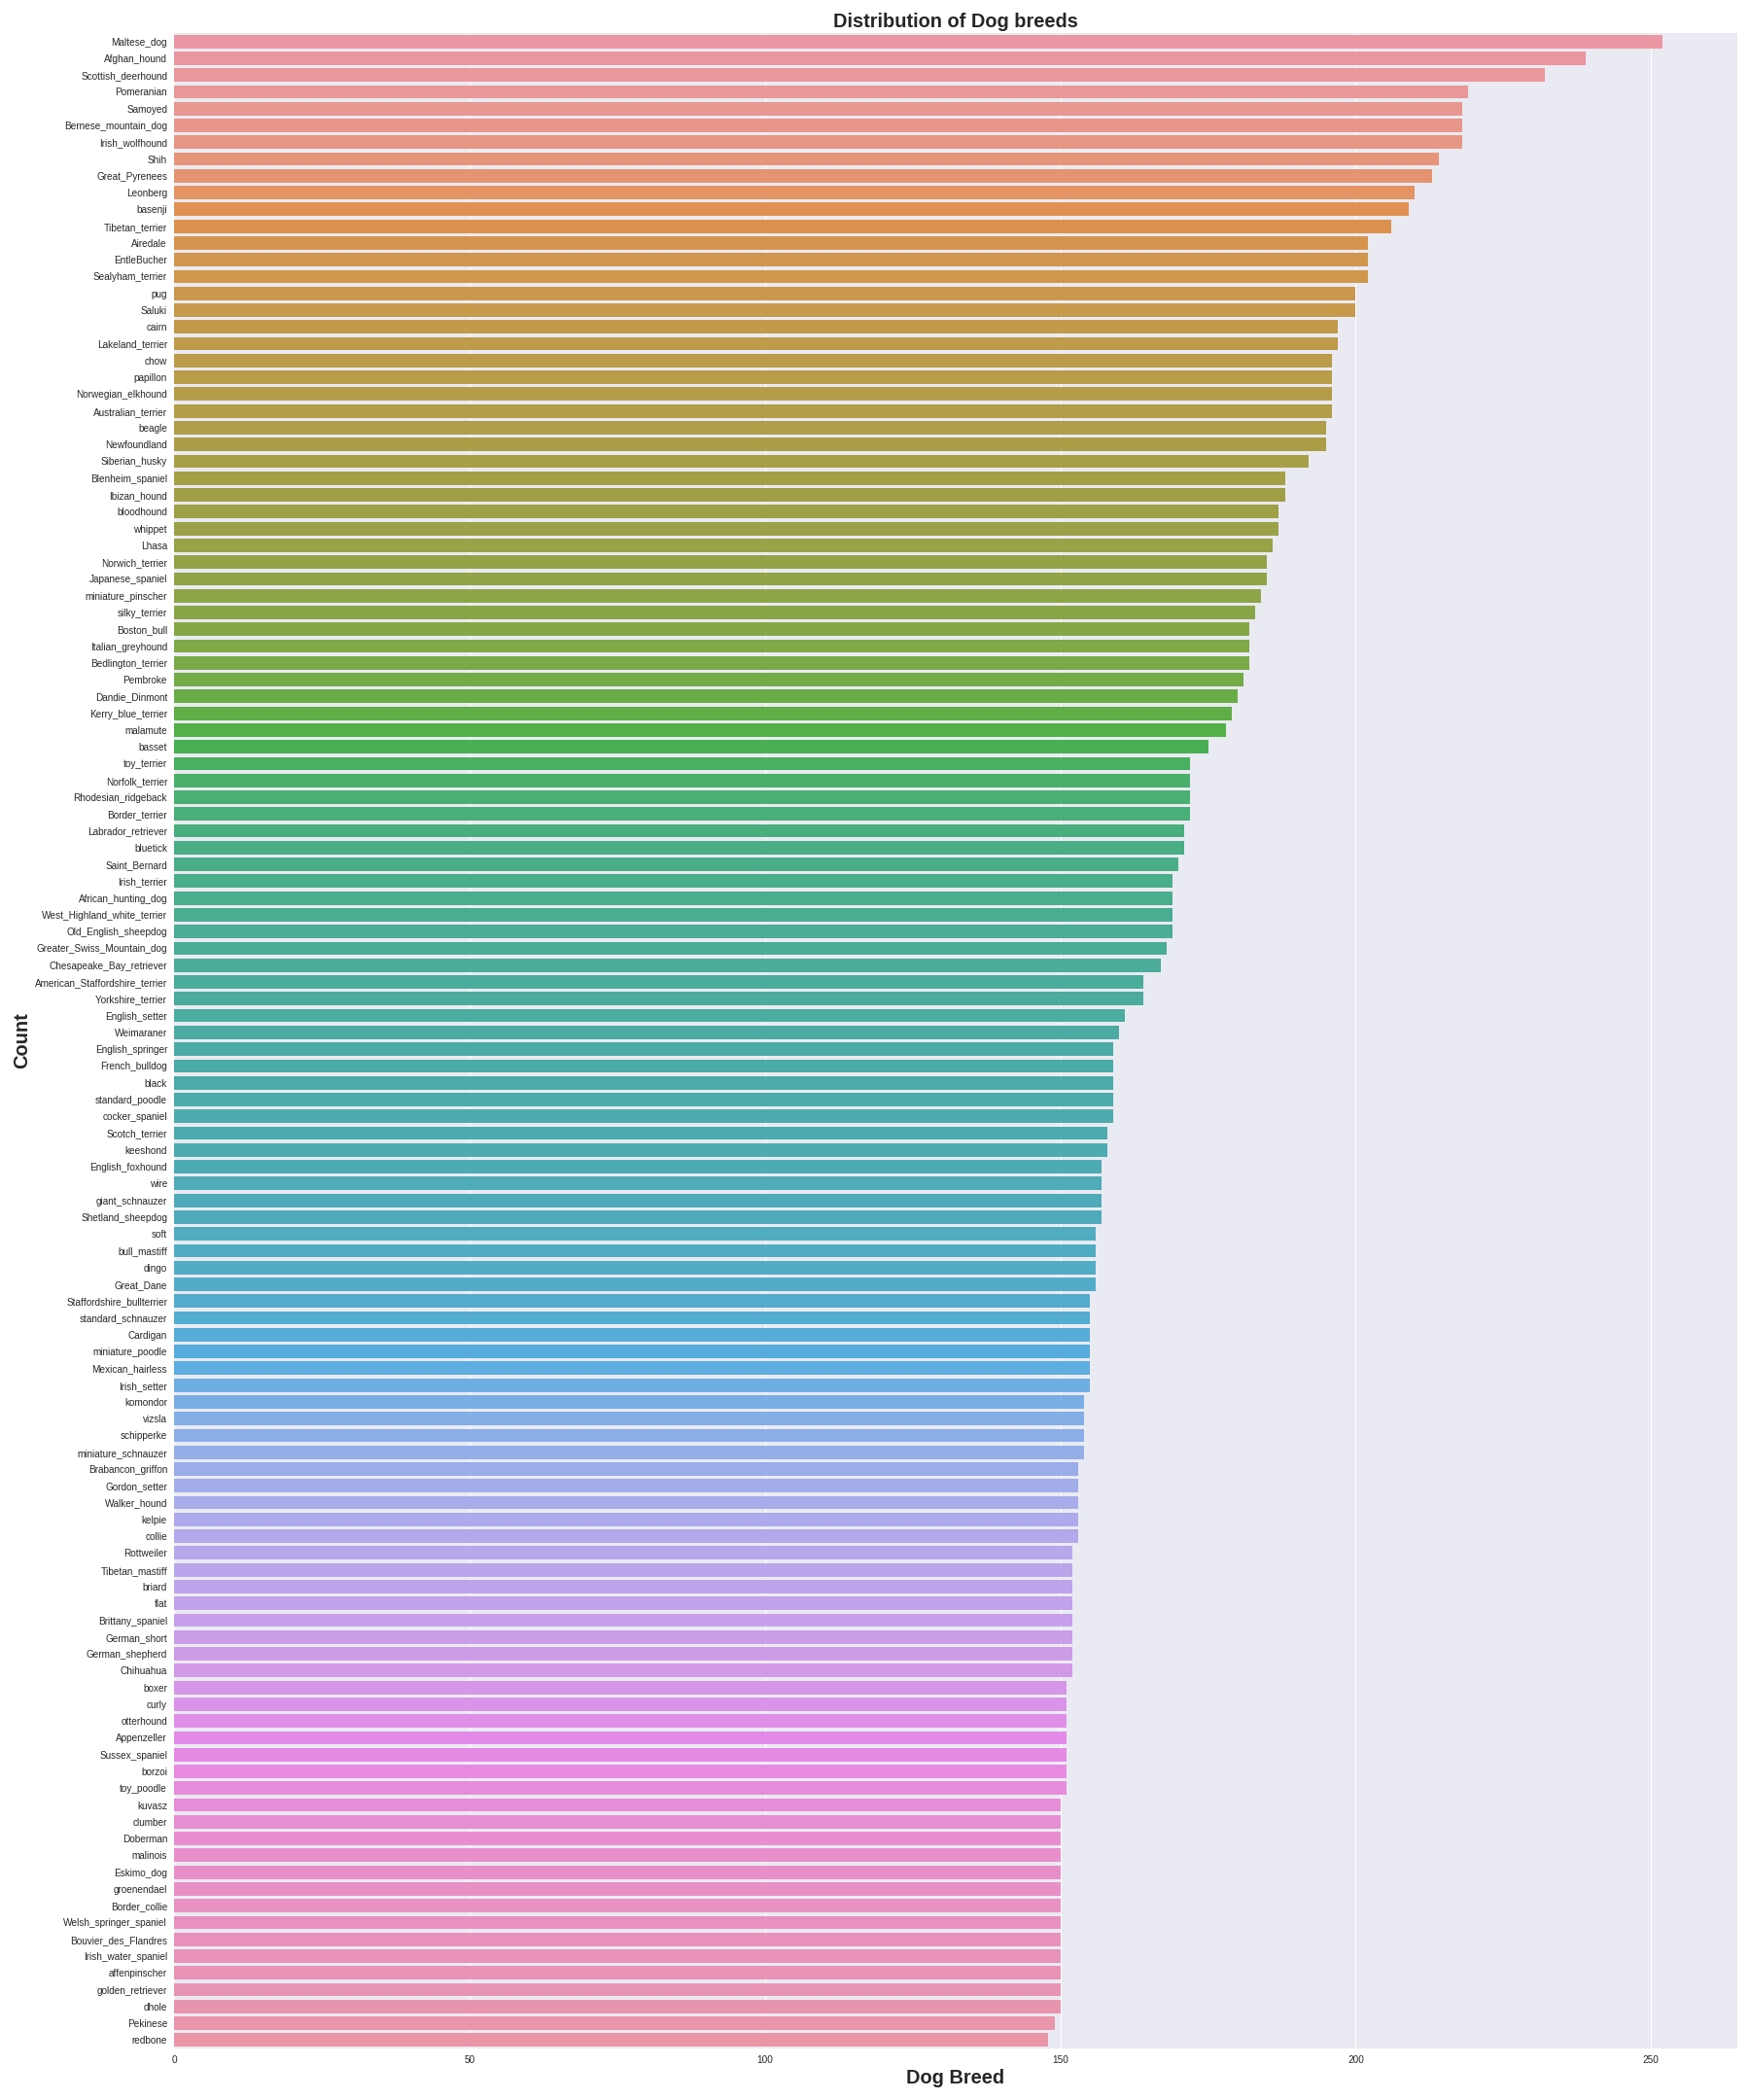 Distribution of Dog breeds
Maltese_dog
Afghan_hound
Scottish_deerhound
Pomeranian
Samoyed
Bernese_mountain_dog
Irish_wolfhound
Shih
Great_Pyrenees
Leonberg
basenji
Tibetan_terrier
Airedale
EntleBucher
Sealyham_terrier
pug
Saluki
cairn
Lakeland_terrier
chow
papillon
Norwegian_elkhound
Australian_terrier
beagle
Newfoundland
Siberian_husky
Blenheim_spaniel
Ibizan_hound
bloodhound
whippet
Lhasa
Norwich_terrier
Japanese_spaniel
miniature_pinscher
silky_terrier
Boston_bull
Italian_greyhound
Bedlington_terrier
Pembroke
Dandie_Dinmont
Kerry_blue_terrier
malamute
basset
toy_terrier
Norfolk_terrier
Rhodesian_ridgeback
Border_terrier
Labrador_retriever
bluetick
Saint_Bernard
Irish_terrier
African_hunting_dog
West_Highland_white_terrier
Old_English_sheepdog
Greater_Swiss_Mountain_dog
Chesapeake_Bay_retriever
American_Staffordshire_terrier
Yorkshire_terrier
English_setter
Weimaraner
English_springer
French_bulldog
black
standard_poodle
cocker_spaniel
Scotch_terrier
keeshond
English_foxhound
wire
giant_schnauzer
Shetland_sheepdog
soft
bull_mastiff
dingo
Great_Dane
Staffordshire_bullterrier
standard_schnauzer
Cardigan
miniature_poodle
Mexican_hairless
Irish_setter
komondor
vizsla
schipperke
miniature_schnauzer
Brabancon_griffon
Gordon_setter
Walker_hound
kelpie
collie
Rottweiler
Tibetan_mastiff
briard
flat
Brittany_spaniel
German_short
German_shepherd
Chihuahua
boxer
curly
otterhound
Appenzeller
Sussex_spaniel
borzoi
toy_poodle
kuvasz
clumber
Doberman
malinois
Eskimo_dog
groenendael
Border_collie
Welsh_springer_spaniel
Bouvier_des_Flandres
Irish_water_spaniel
affenpinscher
golden_retriever
dhole
Pekinese
redbone
Count
0 50 100 150 200 250
Dog Breed